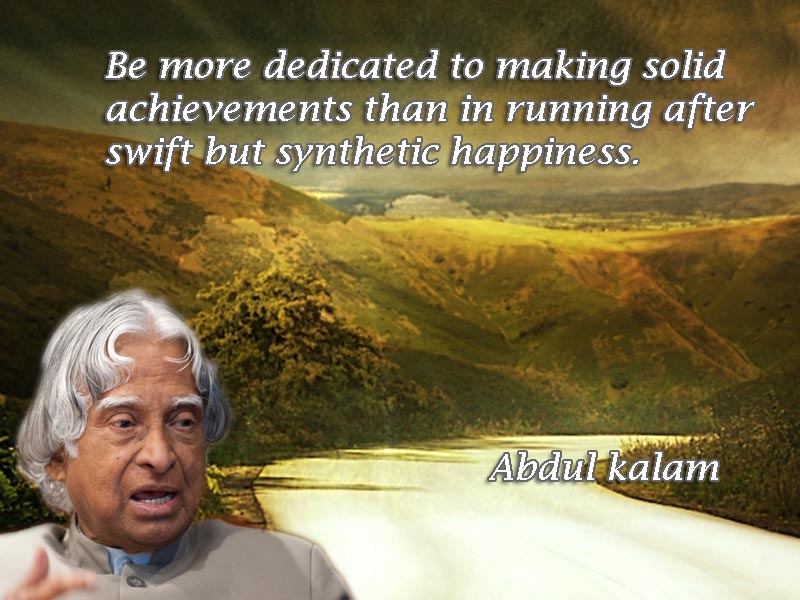 Be more dedicated to making solid
achievements than in running after
swift but synthetic happiness.
Abdul kalam